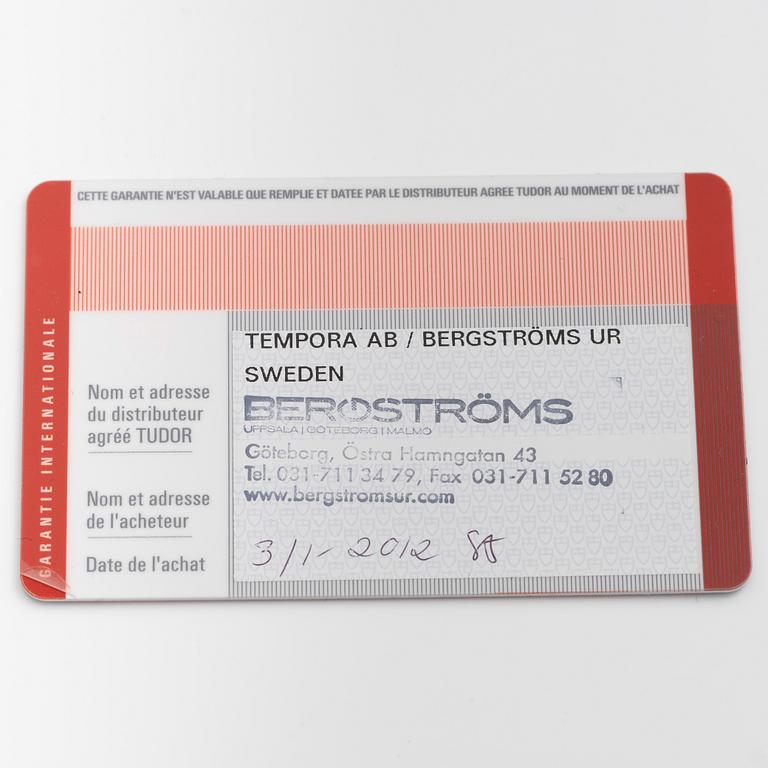 CETTE GARANTIE N'EST VALABLE QUE REMPLIE ET DATEE PAR LE DISTRIBUTEUR AGREE TUDOR AU MOMENT DE L'ACHAT
GARANTIE INTERNATIONALE
TEMPORA AB / BERGSTRÖMS UR
SWEDEN
Nom et adresse
du distributeur
agréé TUDOR
BERGSTRÖMS
UPPSALA | GÖTEBORG | MALMÖ
Göteborg, Östra Hamngatan 43
Tel. 031-711 34 79, Fax 031-711 52 80
www.bergstromsur.com
Nom et adresse
de l'acheteur
Date de l'achat
3/1-2012